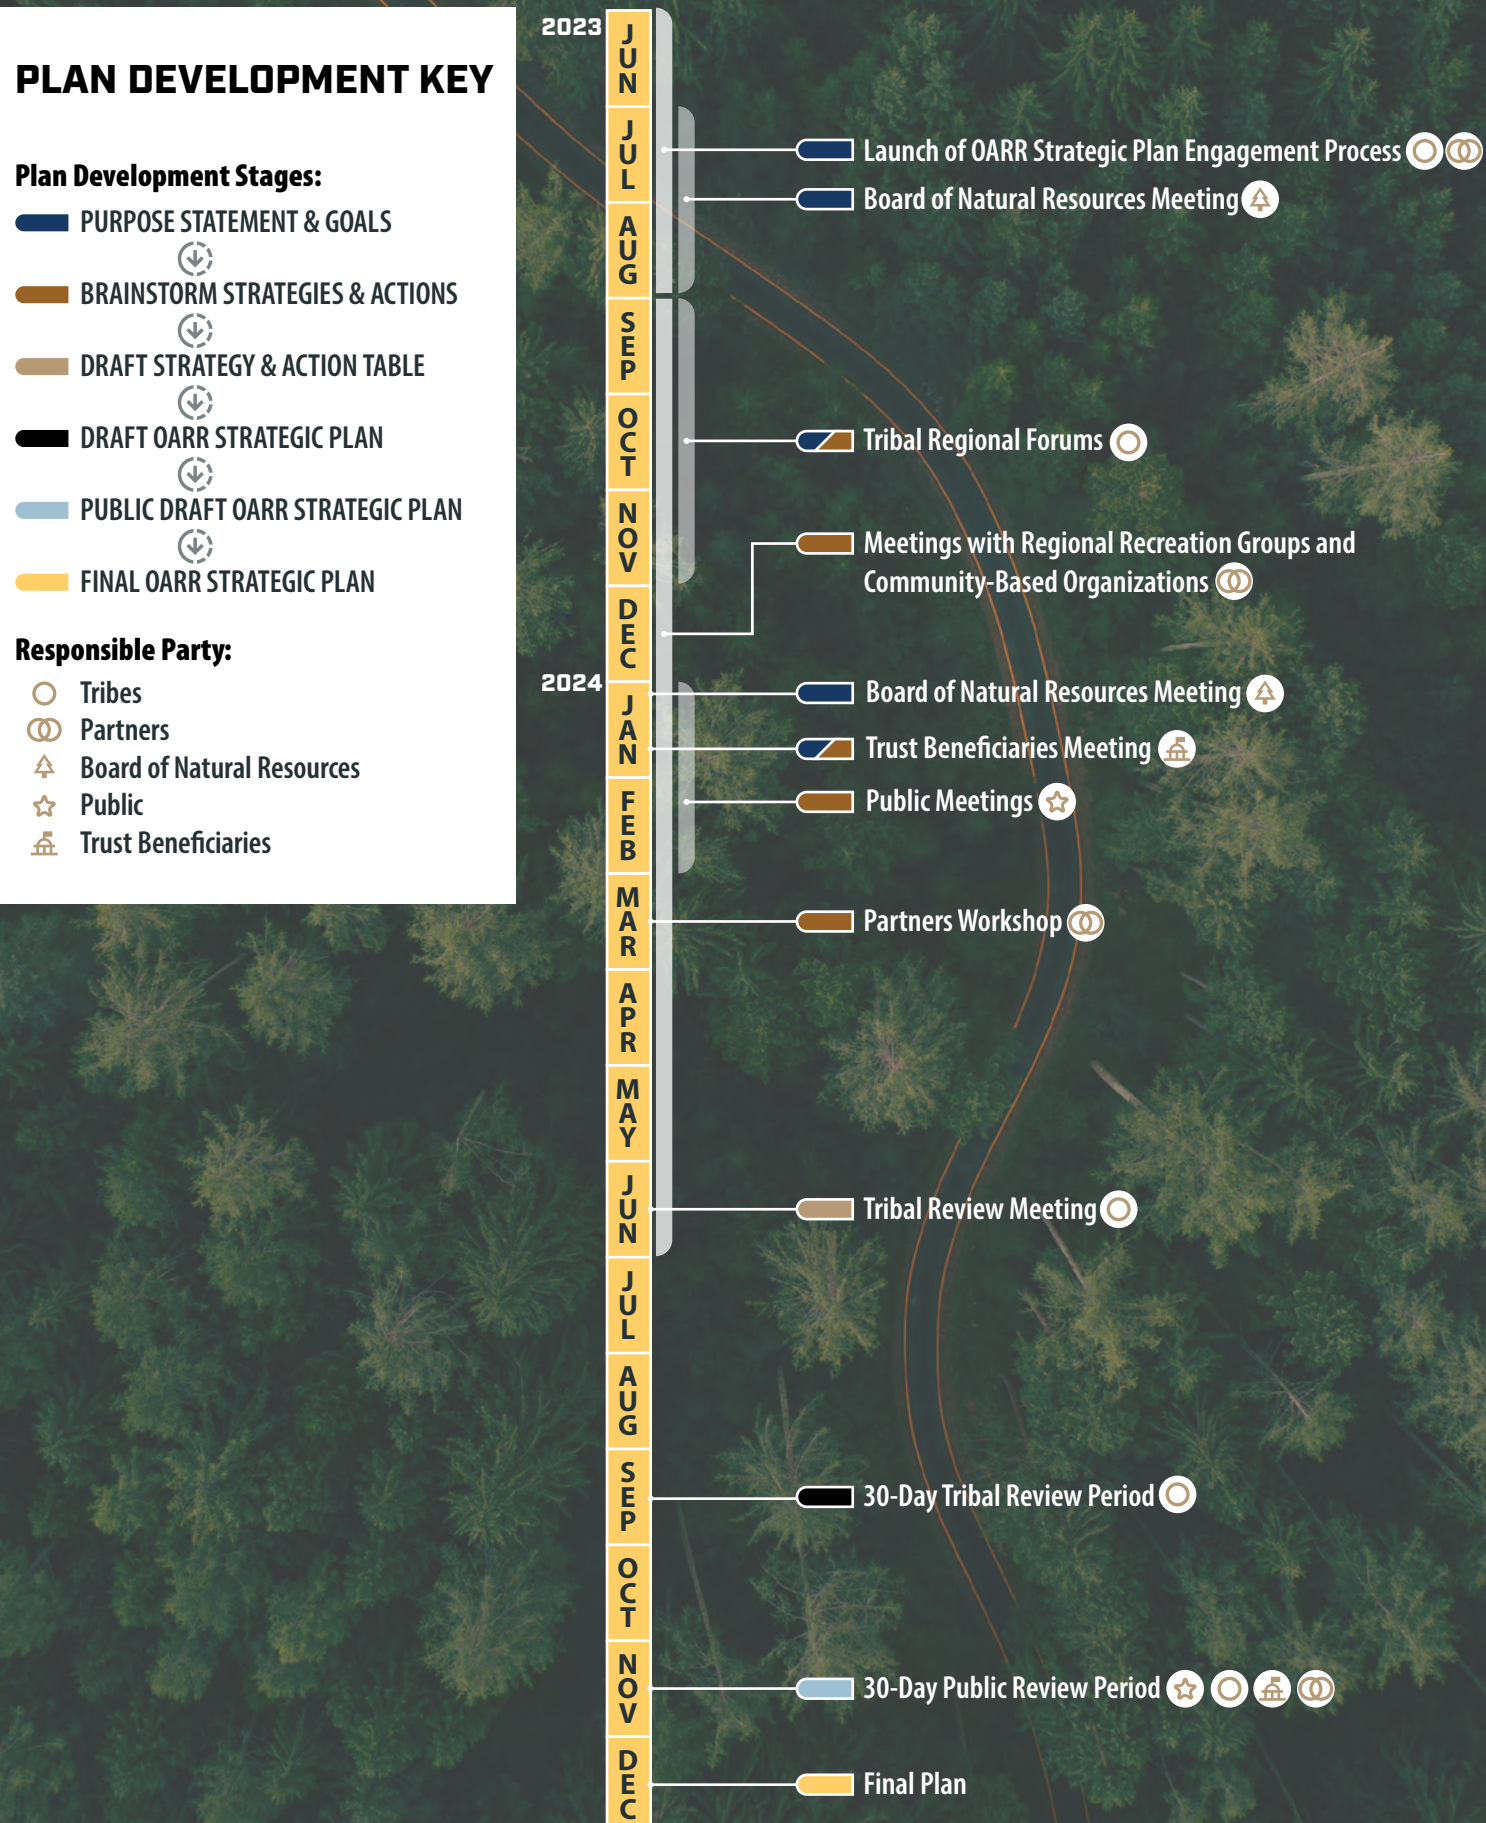 PLAN DEVELOPMENT KEY
Plan Development Stages:
PURPOSE STATEMENT & GOALS
BRAINSTORM STRATEGIES & ACTIONS
DRAFT STRATEGY & ACTION TABLE
DRAFT OARR STRATEGIC PLAN
PUBLIC DRAFT OARR STRATEGIC PLAN
FINAL OARR STRATEGIC PLAN
Responsible Party:
Tribes
Partners
Board of Natural Resources
Public
Trust Beneficiaries
2023
JUN
JUL
Launch of OARR Strategic Plan Engagement Process
Board of Natural Resources Meeting
AUG
SEP
OCT
Tribal Regional Forums
NOV
Meetings with Regional Recreation Groups and
Community-Based Organizations
DEC
2024
JAN
Board of Natural Resources Meeting
Trust Beneficiaries Meeting
FEB
Public Meetings
MAR
Partners Workshop
APR
MAY
JUN
Tribal Review Meeting
JUL
AUG
SEP
30-Day Tribal Review Period
OCT
NOV
30-Day Public Review Period
DEC
Final Plan